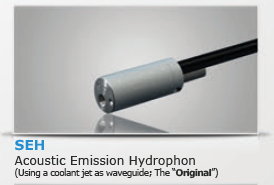 SEH
Acoustic Emission Hydrophon
(Using a coolant jet as waveguide; The "Original")